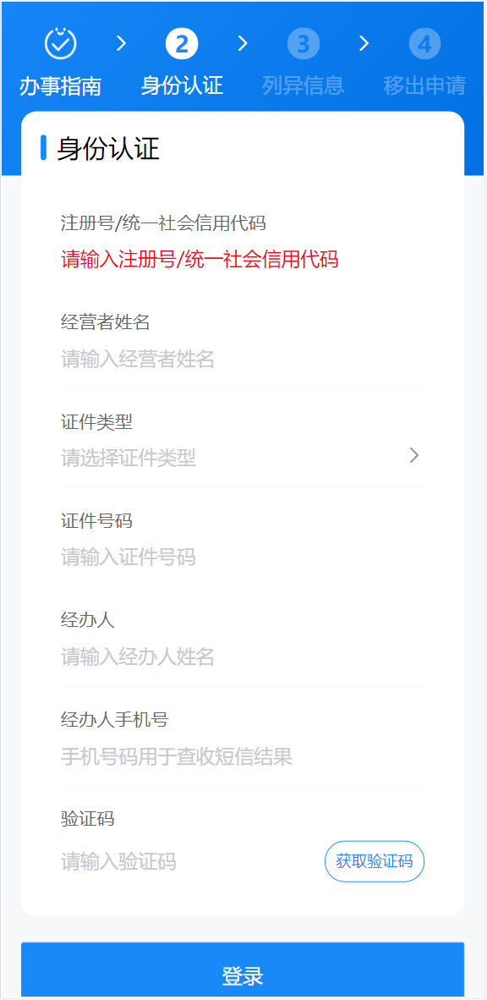 2 3 4
办事指南 身份认证 列异信息 移出申请
身份认证
注册号/统一社会信用代码
请输入注册号/统一社会信用代码
经营者姓名
请输入经营者姓名
证件类型
请选择证件类型
证件号码
请输入证件号码
经办人
请输入经办人姓名
经办人手机号
手机号码用于查收短信结果
验证码
请输入验证码 获取验证码
登录